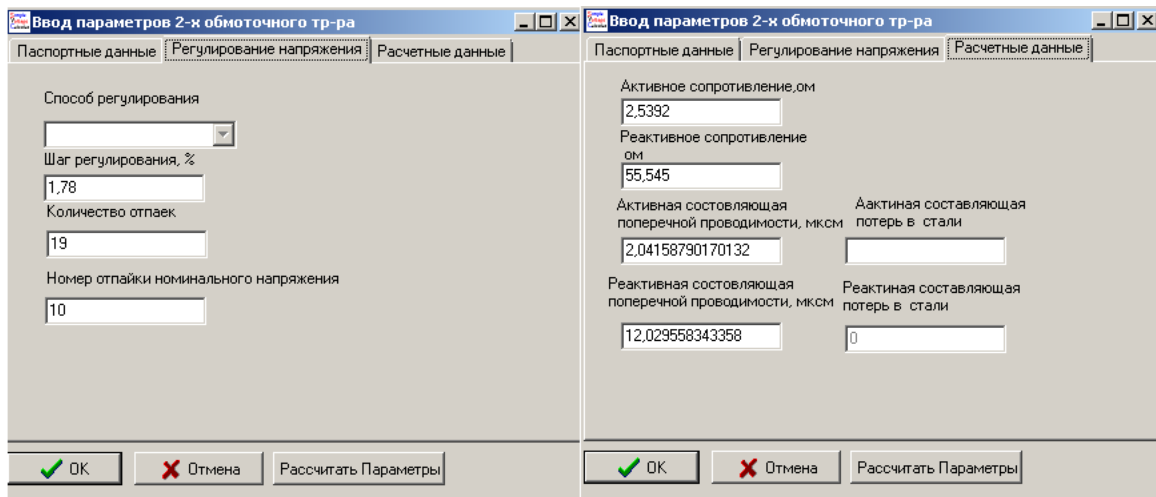 Ввод параметров 2-х обмоточного тр-ра
Паспортные данные Регулирование напряжения Расчетные данные
Способ регулирования
Шаг регулирования, %
1,78
Количество отпаек
19
Номер отпайки номинального напряжения
10
OK Отмена Рассчитать Параметры
Ввод параметров 2-х обмоточного тр-ра
Паспортные данные Регулирование напряжения Расчетные данные
Активное сопротивление,ом
2,5392
Реактивное сопротивление
ом
55,545
Активная состовляющая
поперечной проводимости, мксм
2,04158790170132
Аактиная составляющая
потерь в стали
Реактивная состовляющая
поперечной проводимости, мксм
12,029558343358
Реактиная составляющая
потерь в стали
0
OK Отмена Рассчитать Параметры